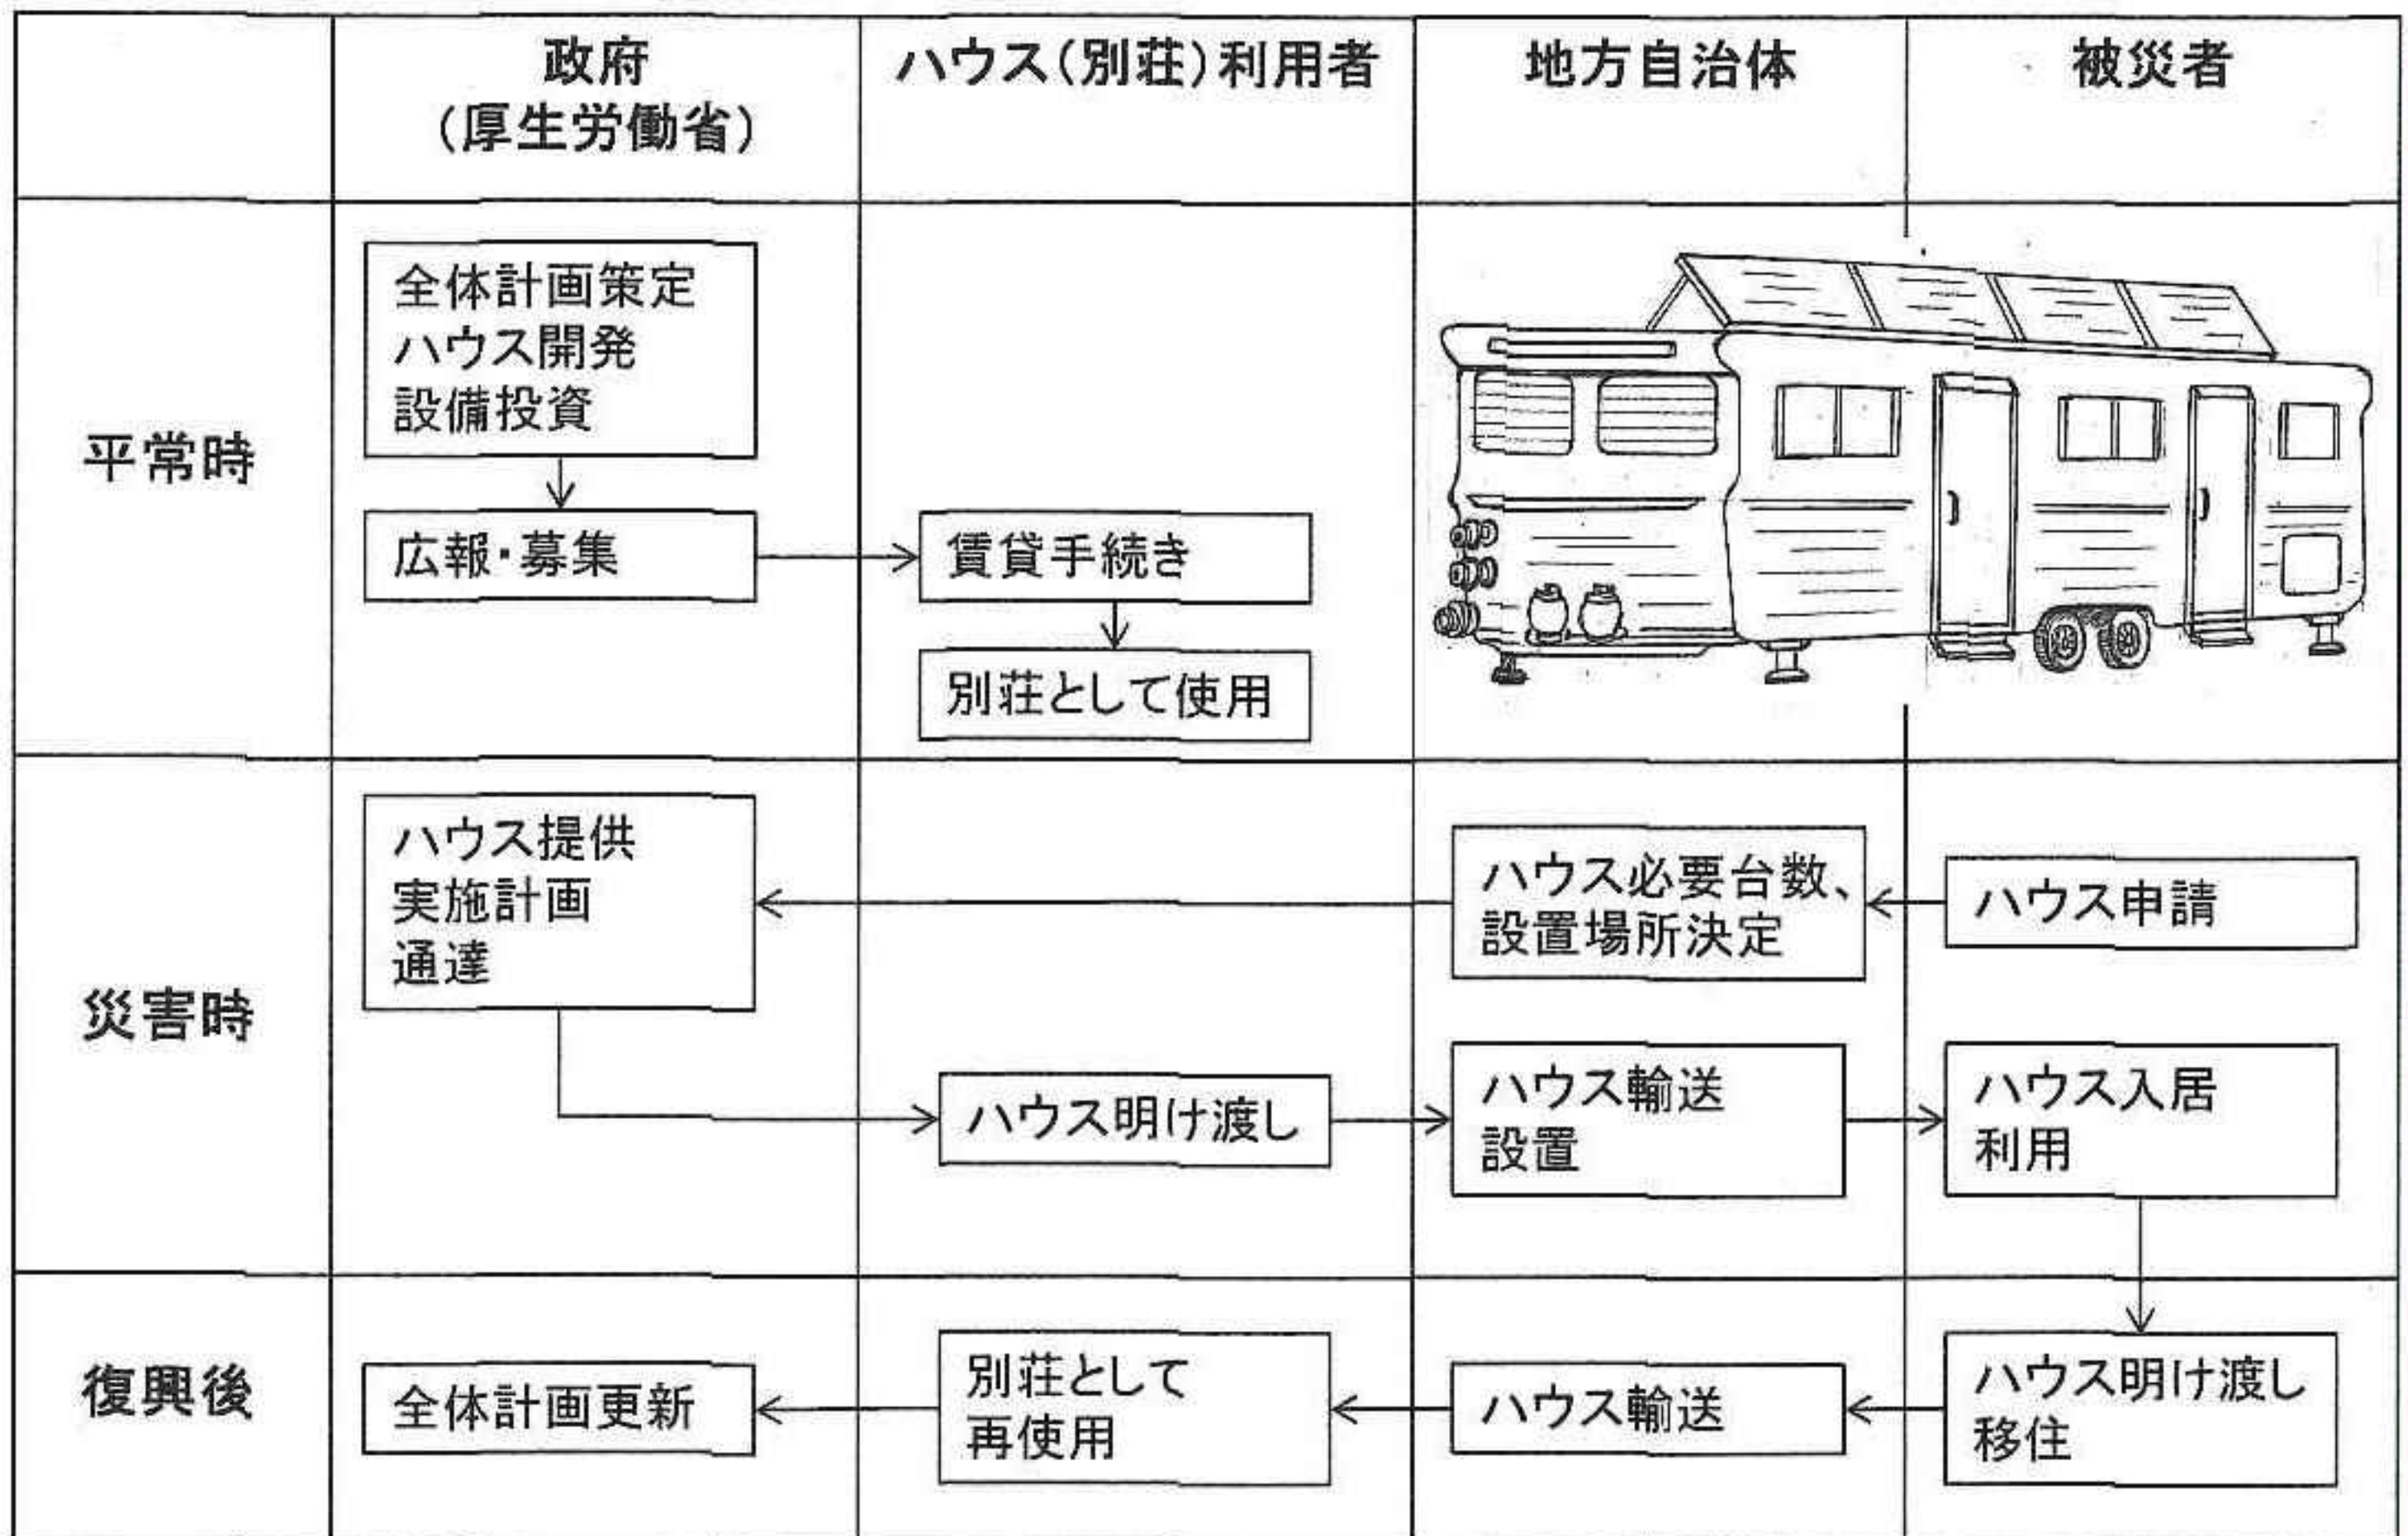 政府
（厚生労働省）
ハウス（別荘）利用者
地方自治体
被災者
平常時
全体計画策定
ハウス開発
設備投資
広報・募集
賃貸手続き
別荘として使用
災害時
ハウス提供
実施計画
通達
ハウス必要台数、
設置場所決定
ハウス申請
ハウス明け渡し
ハウス輸送
設置
ハウス入居
利用
復興後
全体計画更新
別荘として
再使用
ハウス輸送
ハウス明け渡し
移住